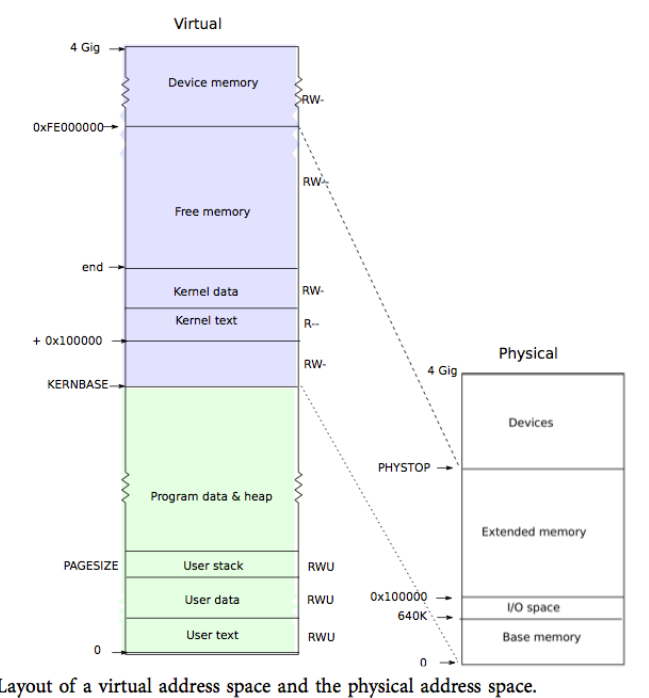 Virtual
4 Gig
Device memory
RW-
0xFE000000
RW--
Free memory
end
Kernel data
RW-
Kernel text
R--
+ 0x100000
RW-
KERNBASE
Program data & heap
PAGESIZE
User stack
RWU
User data
RWU
User text
RWU
0
Physical
4 Gig
Devices
PHYSTOP
Extended memory
0x100000
I/O space
640K
Base memory
0
Layout of a virtual address space and the physical address space.